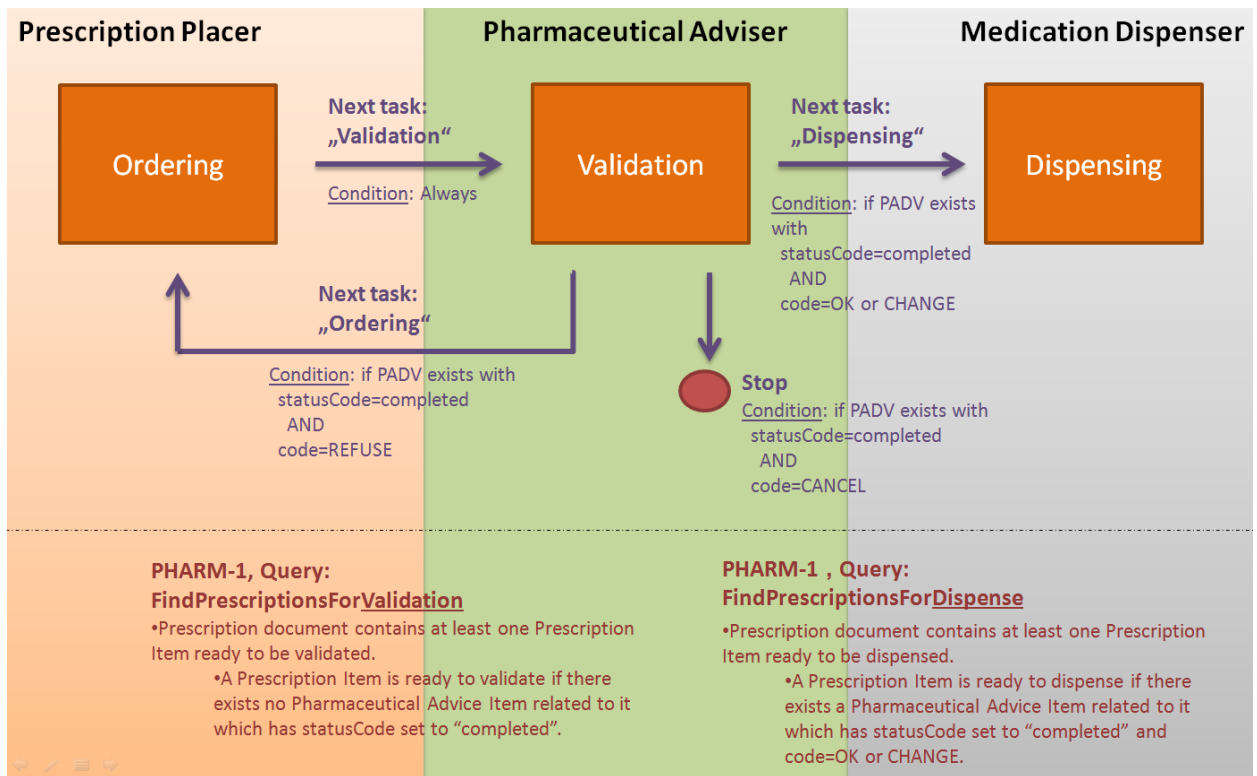 Prescription Placer
Pharmaceutical Adviser
Medication Dispenser
Ordering
Next task:
„Validation“
Condition: Always
Validation
Next task:
„Dispensing“
Condition: if PADV exists
with
statusCode=completed
AND
code=OK or CHANGE
Dispensing
Next task:
„Ordering“
Condition: if PADV exists with
statusCode=completed
AND
code=REFUSE
Stop
Condition: if PADV exists with
statusCode=completed
AND
code=CANCEL
PHARM-1, Query:
FindPrescriptionsForValidation
•Prescription document contains at least one Prescription
Item ready to be validated.
•A Prescription Item is ready to validate if there
exists no Pharmaceutical Advice Item related to it
which has statusCode set to “completed”.
PHARM-1 , Query:
FindPrescriptionsForDispense
•Prescription document contains at least one Prescription
Item ready to be dispensed.
•A Prescription Item is ready to dispense if there
exists a Pharmaceutical Advice Item related to it
which has statusCode set to “completed” and
code=OK or CHANGE.